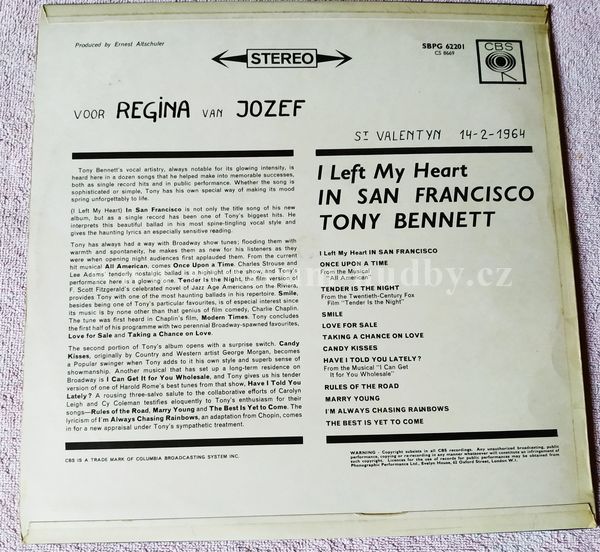 Produced by Ernest Altschuler
STEREO
SBPG 62201
CS 8669
CBS
VOOR REGINA VAN JOZEF
ST VALENTYN 14-2-1964
Tony Bennett's vocal artistry, always notable for its glowing intensity, is
heard here in a dozen songs that he helped make into memorable successes,
both as single record hits and in public performance. Whether the song is
sophisticated or simple, Tony has his own special way of making its mood
spring unforgettably to life.
(I Left My Heart) In San Francisco is not only the title song of his new
album, but as a single record has been one of Tony's biggest hits. He
interprets this beautiful ballad in his most spine-tingling vocal style and
gives the haunting lyrics an especially sensitive reading.
Tony has always had a way with Broadway show tunes; flooding them with
warmth and spontaneity, he makes them as new for his listeners as they
were when opening night audiences first applauded them. From the current
hit musical All American, comes Once Upon a Time. Charles Strouse and
Lee Adams' tenderly nostalgic ballad is a highlight of the show, and Tony's
performance here is a glowing one. Tender Is the Night, the film version of
F. Scott Fitzgerald's celebrated novel of Jazz Age Americans on the Riviera,
provides Tony with one of the most haunting ballads in his repertoire. Smile,
besides being one of Tony's particular favourites, is of especial interest since
its music is by none other than that genius of film comedy, Charlie Chaplin.
The tune was first heard in Chaplin's film, Modern Times. Tony concludes
the first half of his programme with two perennial Broadway-spawned favourites,
Love for Sale and Taking a Chance on Love.
The second portion of Tony's album opens with a surprise switch. Candy
Kisses, originally by Country and Western artist George Morgan, becomes
a Popular swinger when Tony adds to it his own style and superb sense of
showmanship. Another musical that has set up a long-term residence on
Broadway is I Can Get It for You Wholesale, and Tony gives us his tender
version of one of Harold Rome's best tunes from that show, Have I Told You
Lately? A rousing three-salvo salute to the collaborative efforts of Carolyn
Leigh and Cy Coleman testifies eloquently to Tony's enthusiasm for their
songs—Rules of the Road, Marry Young and The Best Is Yet to Come. The
lyricism of I'm Always Chasing Rainbows, an adaptation from Chopin, comes
in for a new appraisal under Tony's sympathetic treatment.
CBS IS A TRADE MARK OF COLUMBIA BROADCASTING SYSTEM INC.
I Left My Heart
IN SAN FRANCISCO
TONY BENNETT
I Left My Heart IN SAN FRANCISCO
ONCE UPON A TIME
From the Musical
"All American"
TENDER IS THE NIGHT
From the Twentieth-Century Fox
Film "Tender Is the Night"
SMILE
LOVE FOR SALE
TAKING A CHANCE ON LOVE
CANDY KISSES
HAVE I TOLD YOU LATELY?
From the Musical "I Can Get
It for You Wholesale"
RULES OF THE ROAD
MARRY YOUNG
I'M ALWAYS CHASING RAINBOWS
THE BEST IS YET TO COME
WARNING - Copyright subsists in all CBS recordings. Any unauthorized broadcasting, public
performance, copying or re-recording in any manner whatsoever will constitute an infringement of
such copyright. Licences for the use of records for public performances may be obtained from
Phonographic Performance Ltd., Evelyn House, 62 Oxford Street, London W.1.